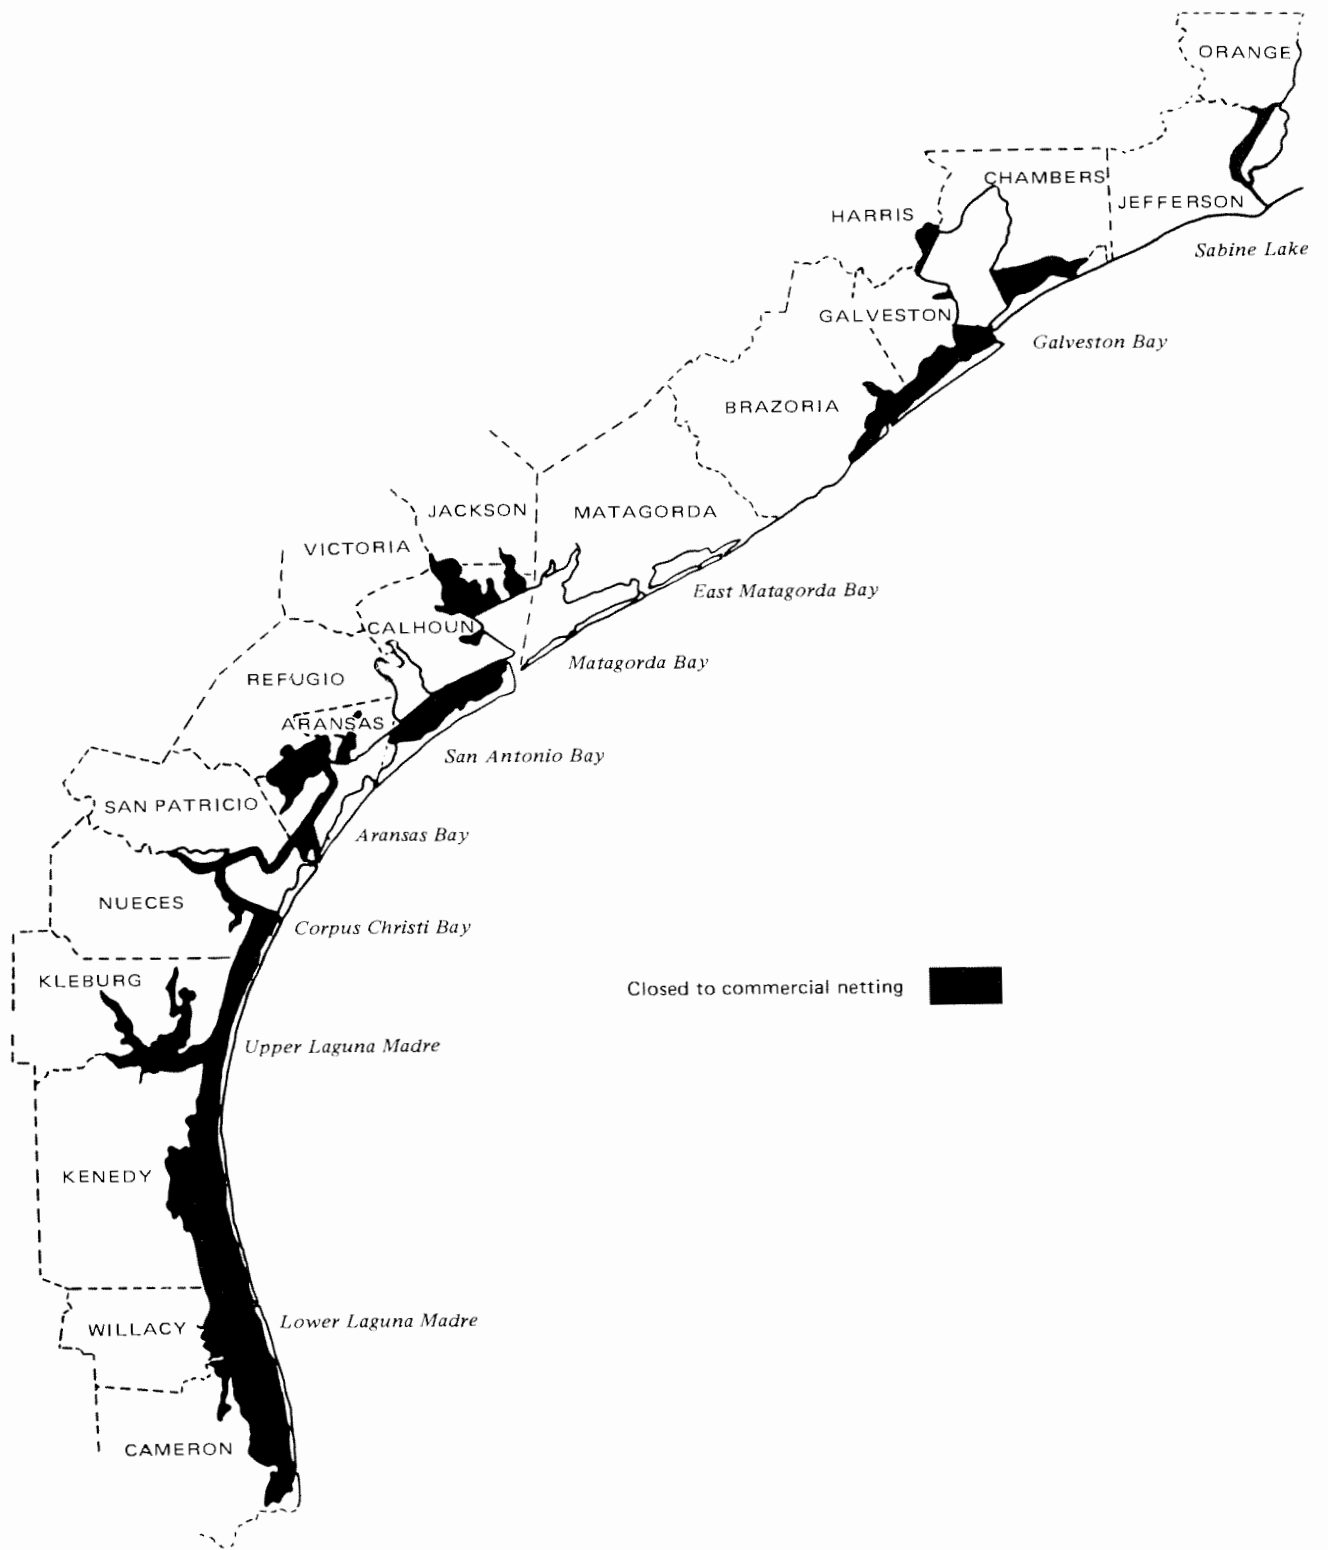 ORANGE
CHAMBERS
JEFFERSON
HARRIS
Sabine Lake
GALVESTON
Galveston Bay
BRAZORIA
JACKSON
MATAGORDA
VICTORIA
East Matagorda Bay
CALHOUN
Matagorda Bay
REFUGIO
ARANSAS
San Antonio Bay
SAN PATRICIO
Aransas Bay
NUECES
Corpus Christi Bay
KLEBURG
Closed to commercial netting
Upper Laguna Madre
KENEDY
Lower Laguna Madre
WILLACY
CAMERON